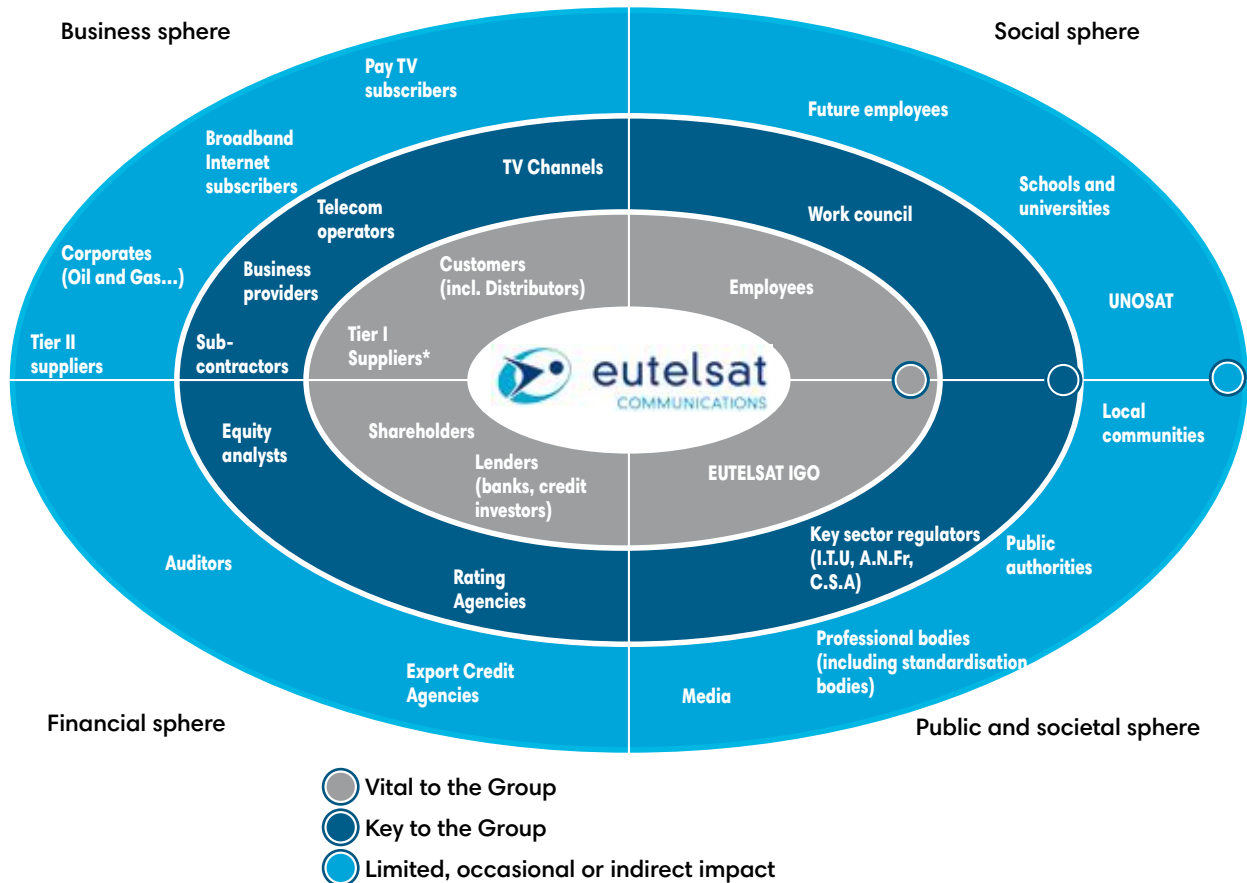 Business sphere
Social sphere
Pay TV
subscribers
Future employees
Broadband
Internet
subscribers
TV Channels
Schools and
universities
Telecom
operators
Work council
Corporates
(Oil and Gas...)
Business
providers
Customers
(incl. Distributors)
Employees
UNOSAT
Tier II
suppliers
Sub-
contractors
Tier I
Suppliers*
eutelsat
COMMUNICATIONS
Local
communities
Equity
analysts
Shareholders
Lenders
(banks, credit
investors)
EUTELSAT IGO
Key sector regulators
(I.T.U, A.N.Fr,
C.S.A)
Public
authorities
Auditors
Rating
Agencies
Professional bodies
(including standardisation
bodies)
Export Credit
Agencies
Media
Financial sphere
Public and societal sphere
Vital to the Group
Key to the Group
Limited, occasional or indirect impact